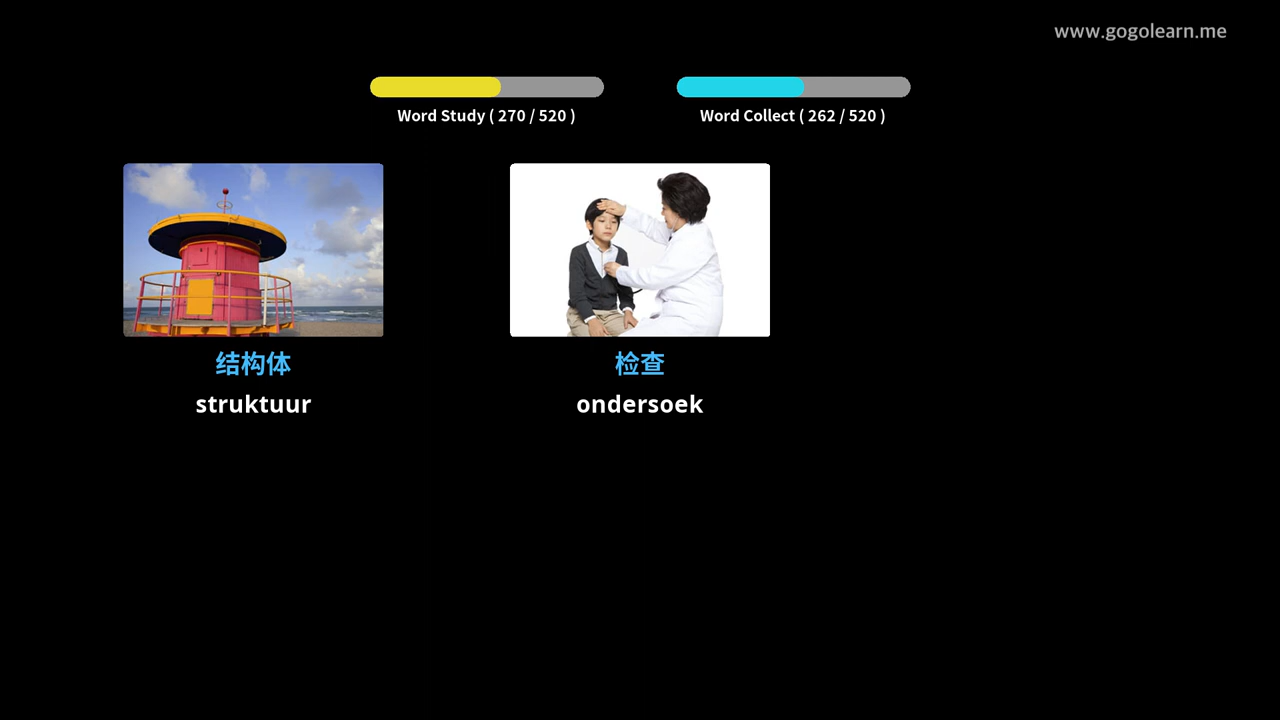 www.gogolearn.me
Word Study ( 270 / 520 )
Word Collect ( 262 / 520 )
结构体
struktuur
检查
ondersoek